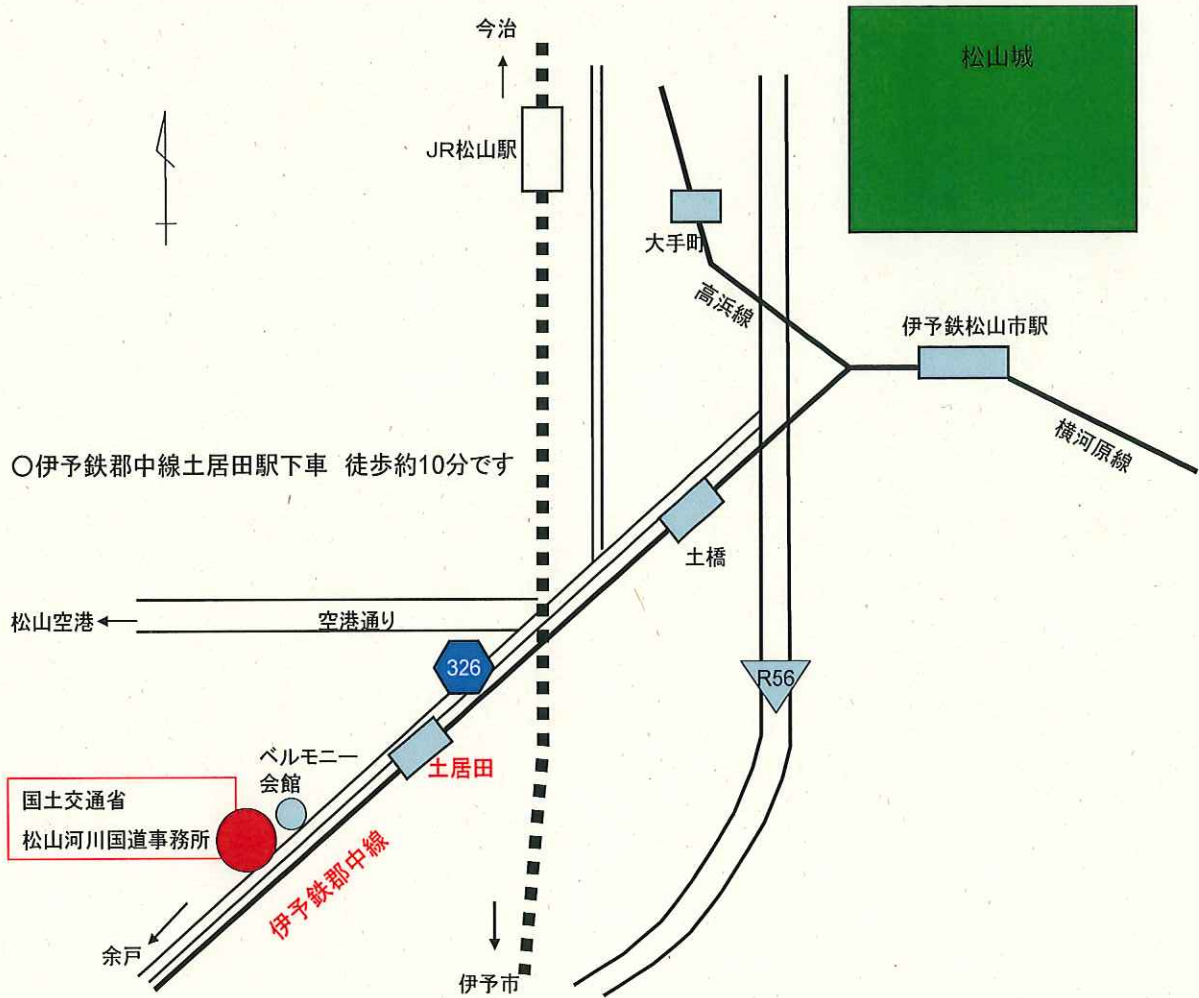 今治
松山城
JR松山駅
大手町
高浜線
伊予鉄松山市駅
横河原線
○伊予鉄郡中線土居田駅下車 徒歩約10分です
土橋
松山空港
空港通り
326
R56
土居田
ベルモニー
会館
国土交通省
松山河川国道事務所
伊予鉄郡中線
余戸
伊予市